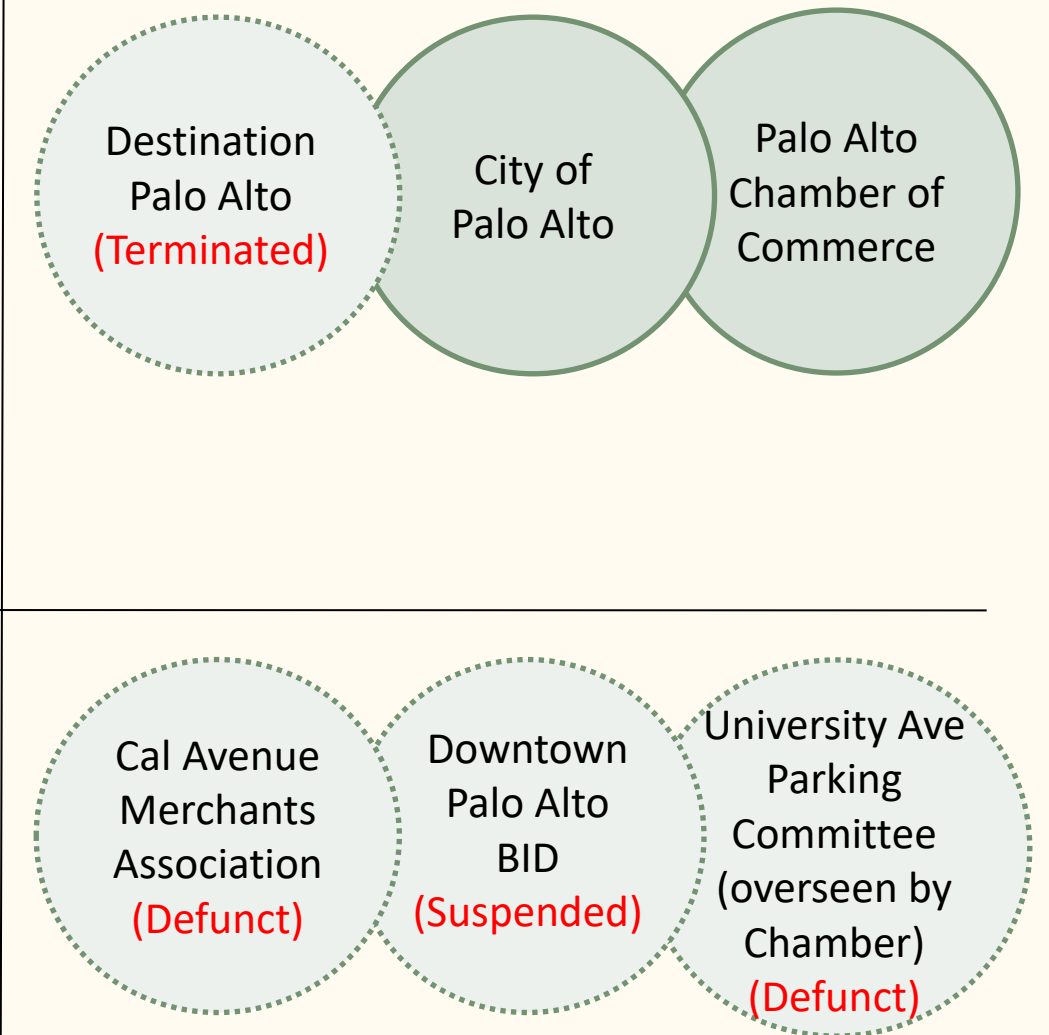 Destination
Palo Alto
(Terminated)
City of
Palo Alto
Palo Alto
Chamber of
Commerce
Cal Avenue
Merchants
Association
(Defunct)
Downtown
Palo Alto
BID
(Suspended)
University Ave
Parking
Committee
(overseen by
Chamber)
(Defunct)